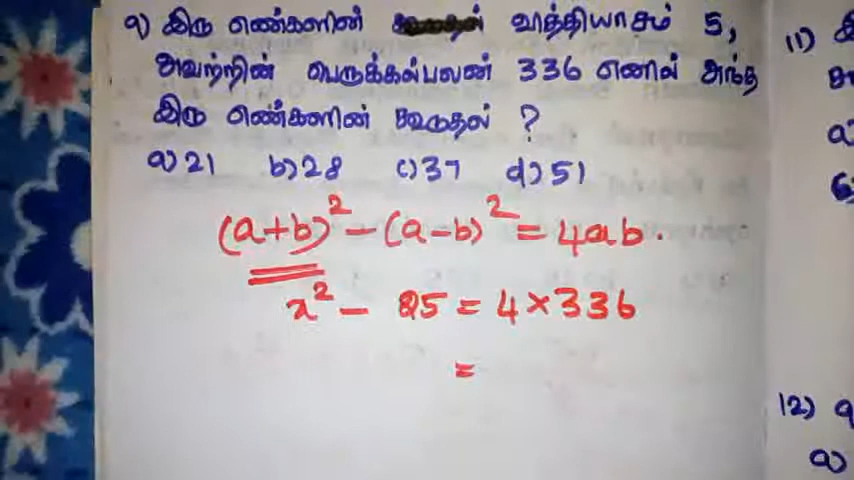 9) இரு எண்களின் வாத்தியாசம் 5,
அவற்றின் பெருக்கல்பலன் 336 எனில் அந்த
இரு எண்களின் கூடுதல் ?
a) 21 b) 28 c) 37 d) 51
(a+b)² - (a-b)² = 4ab.
x² - 25 = 4 × 336
=
11)
a)
12)
a)